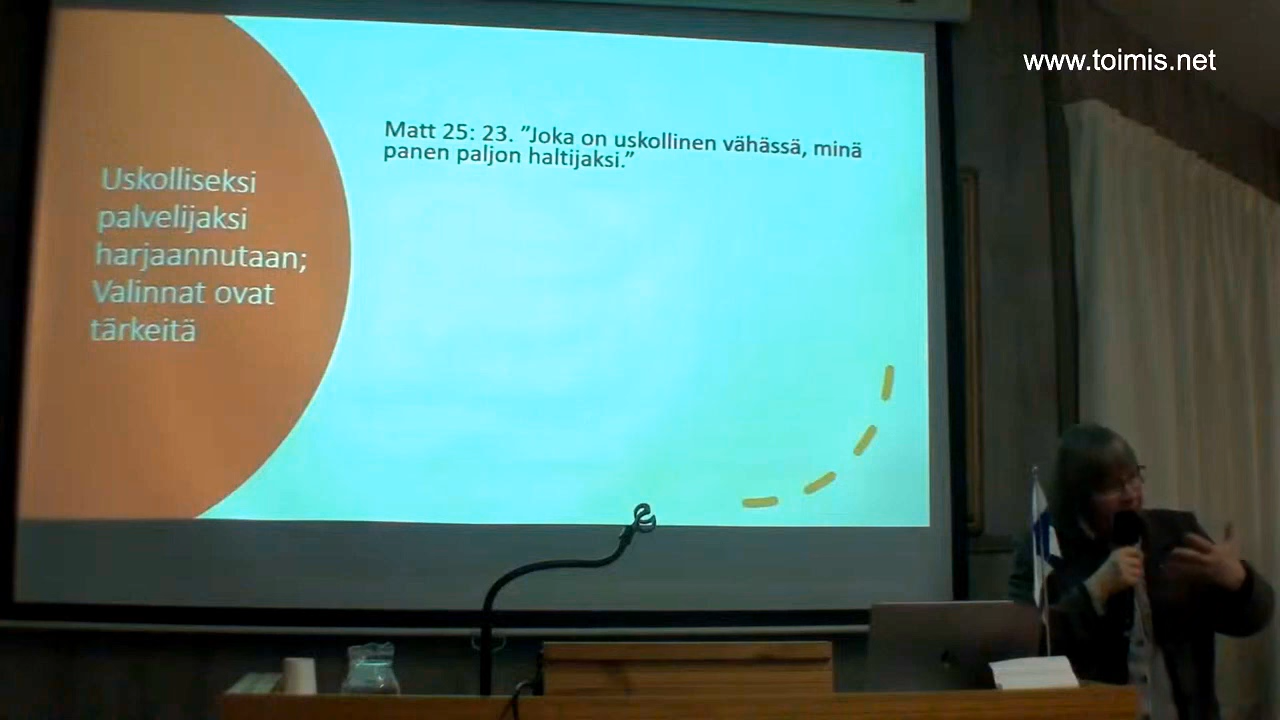 www.toimis.net
Matt 25: 23. ”Joka on uskollinen vähässä, minä
panen paljon haltijaksi.”
Uskolliseksi
palvelijaksi
harjaannutaan;
Valinnat ovat
tärkeitä